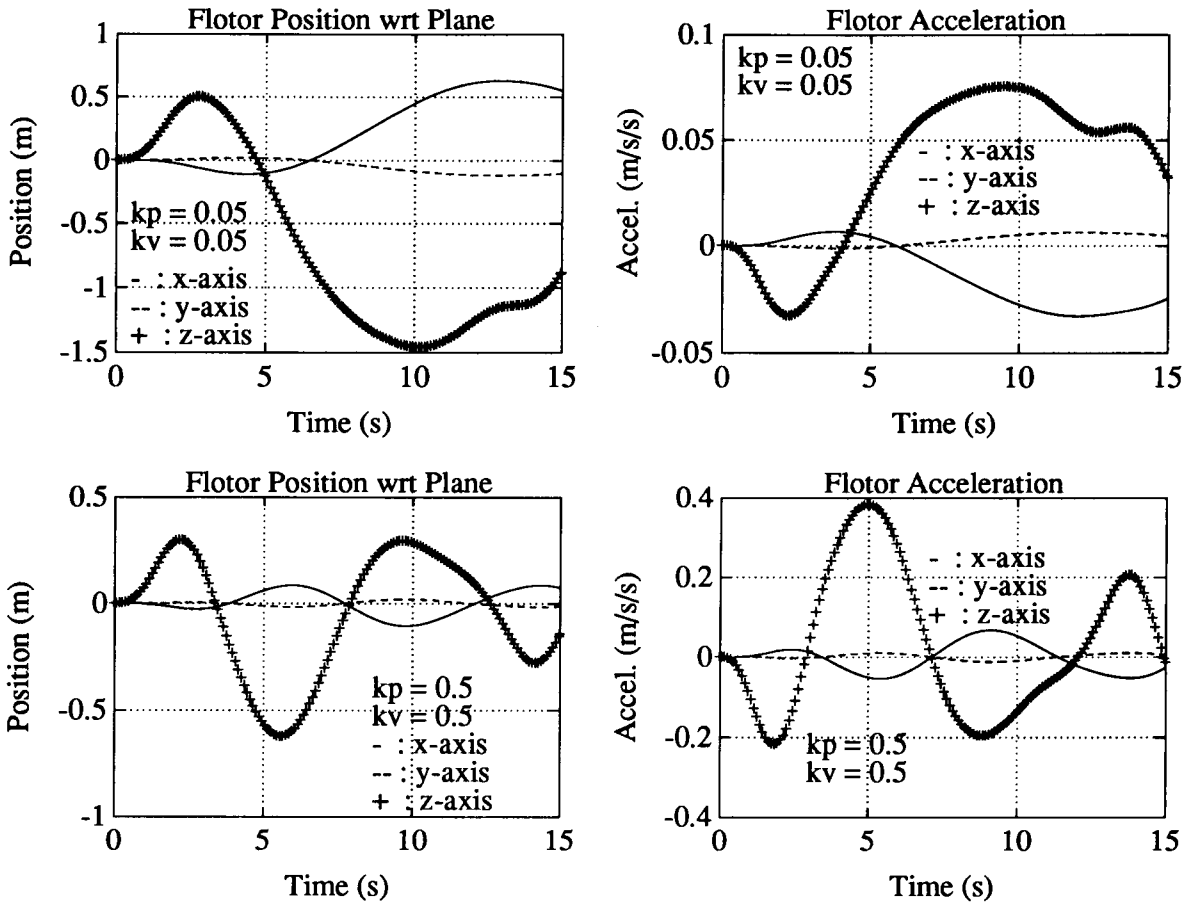 Flotor Position wrt Plane
1
0.5
0
-0.5
-1
-1.5
Position (m)
kp = 0.05
kv = 0.05
- : x-axis
-- : y-axis
+ : z-axis
0
5
10
15
Time (s)
Flotor Acceleration
0.1
0.05
0
-0.05
Accel. (m/s/s)
kp = 0.05
kv = 0.05
- : x-axis
-- : y-axis
+ : z-axis
0
5
10
15
Time (s)
Flotor Position wrt Plane
0.5
0
-0.5
-1
Position (m)
kp = 0.5
kv = 0.5
- : x-axis
-- : y-axis
+ : z-axis
0
5
10
15
Time (s)
Flotor Acceleration
0.4
0.2
0
-0.2
-0.4
Accel. (m/s/s)
- : x-axis
-- : y-axis
+ : z-axis
kp = 0.5
kv = 0.5
0
5
10
15
Time (s)